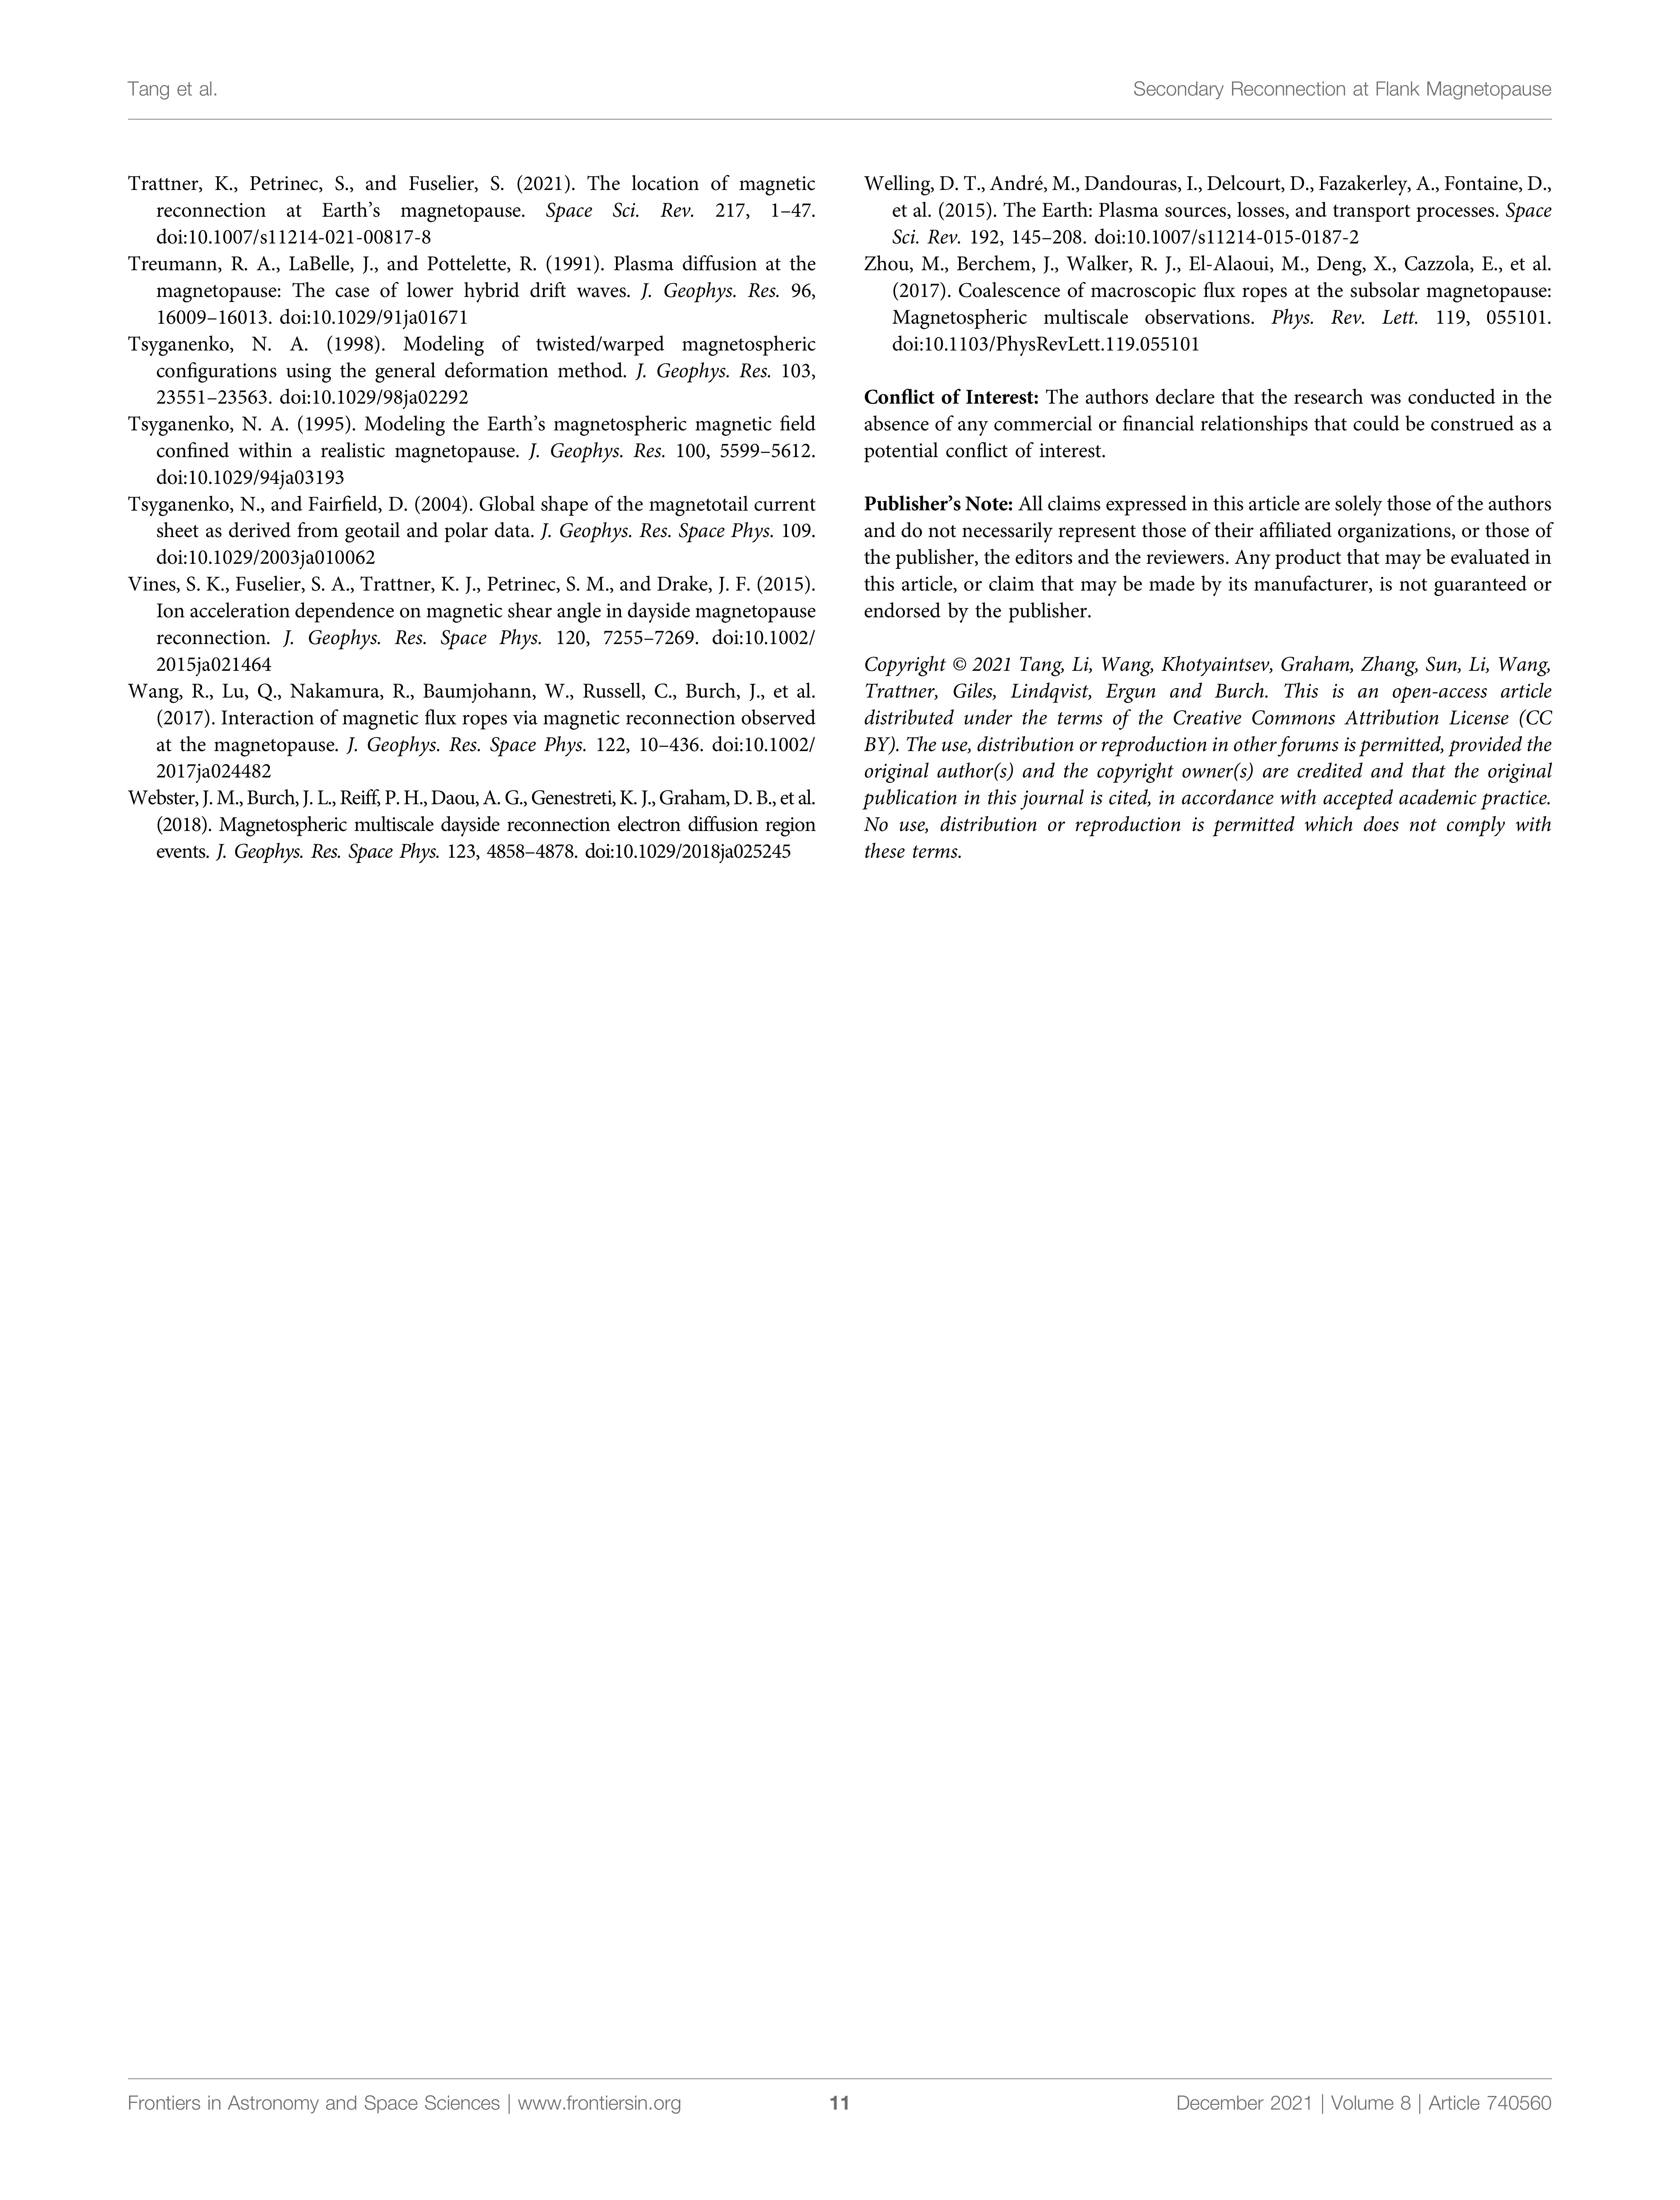 Tang et al.
Secondary Reconnection at Flank Magnetopause
Trattner, K., Petrinec, S., and Fuselier, S. (2021). The location of magnetic
reconnection at Earth’s magnetopause. Space Sci. Rev. 217, 1–47.
doi:10.1007/s11214-021-00817-8
Treumann, R. A., LaBelle, J., and Pottelette, R. (1991). Plasma diffusion at the
magnetopause: The case of lower hybrid drift waves. J. Geophys. Res. 96,
16009–16013. doi:10.1029/91ja01671
Tsyganenko, N. A. (1998). Modeling of twisted/warped magnetospheric
configurations using the general deformation method. J. Geophys. Res. 103,
23551–23563. doi:10.1029/98ja02292
Tsyganenko, N. A. (1995). Modeling the Earth’s magnetospheric magnetic field
confined within a realistic magnetopause. J. Geophys. Res. 100, 5599–5612.
doi:10.1029/94ja03193
Tsyganenko, N., and Fairfield, D. (2004). Global shape of the magnetotail current
sheet as derived from geotail and polar data. J. Geophys. Res. Space Phys. 109.
doi:10.1029/2003ja010062
Vines, S. K., Fuselier, S. A., Trattner, K. J., Petrinec, S. M., and Drake, J. F. (2015).
Ion acceleration dependence on magnetic shear angle in dayside magnetopause
reconnection. J. Geophys. Res. Space Phys. 120, 7255–7269. doi:10.1002/
2015ja021464
Wang, R., Lu, Q., Nakamura, R., Baumjohann, W., Russell, C., Burch, J., et al.
(2017). Interaction of magnetic flux ropes via magnetic reconnection observed
at the magnetopause. J. Geophys. Res. Space Phys. 122, 10–436. doi:10.1002/
2017ja024482
Webster, J. M., Burch, J. L., Reiff, P. H., Daou, A. G., Genestreti, K. J., Graham, D. B., et al.
(2018). Magnetospheric multiscale dayside reconnection electron diffusion region
events. J. Geophys. Res. Space Phys. 123, 4858–4878. doi:10.1029/2018ja025245
Welling, D. T., André, M., Dandouras, I., Delcourt, D., Fazakerley, A., Fontaine, D.,
et al. (2015). The Earth: Plasma sources, losses, and transport processes. Space
Sci. Rev. 192, 145–208. doi:10.1007/s11214-015-0187-2
Zhou, M., Berchem, J., Walker, R. J., El-Alaoui, M., Deng, X., Cazzola, E., et al.
(2017). Coalescence of macroscopic flux ropes at the subsolar magnetopause:
Magnetospheric multiscale observations. Phys. Rev. Lett. 119, 055101.
doi:10.1103/PhysRevLett.119.055101
Conflict of Interest: The authors declare that the research was conducted in the
absence of any commercial or financial relationships that could be construed as a
potential conflict of interest.
Publisher’s Note: All claims expressed in this article are solely those of the authors
and do not necessarily represent those of their affiliated organizations, or those of
the publisher, the editors and the reviewers. Any product that may be evaluated in
this article, or claim that may be made by its manufacturer, is not guaranteed or
endorsed by the publisher.
Copyright © 2021 Tang, Li, Wang, Khotyaintsev, Graham, Zhang, Sun, Li, Wang,
Trattner, Giles, Lindqvist, Ergun and Burch. This is an open-access article
distributed under the terms of the Creative Commons Attribution License (CC
BY). The use, distribution or reproduction in other forums is permitted, provided the
original author(s) and the copyright owner(s) are credited and that the original
publication in this journal is cited, in accordance with accepted academic practice.
No use, distribution or reproduction is permitted which does not comply with
these terms.
Frontiers in Astronomy and Space Sciences | www.frontiersin.org
11
December 2021 | Volume 8 | Article 740560